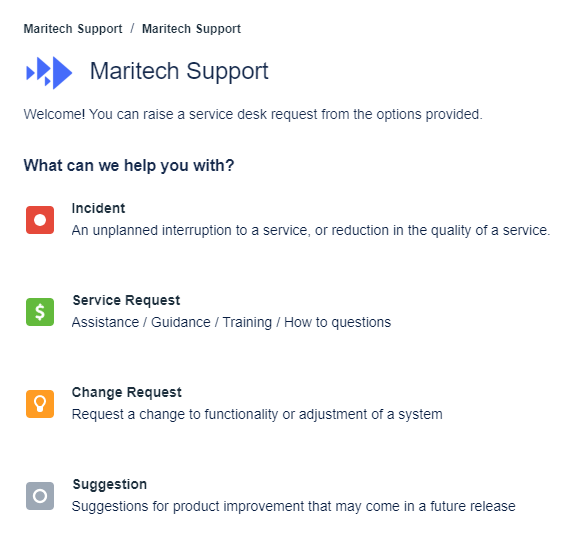 Maritech Support / Maritech Support
Maritech Support
Welcome! You can raise a service desk request from the options provided.
What can we help you with?
Incident
An unplanned interruption to a service, or reduction in the quality of a service.
$
Service Request
Assistance / Guidance / Training / How to questions
Change Request
Request a change to functionality or adjustment of a system
Suggestion
Suggestions for product improvement that may come in a future release